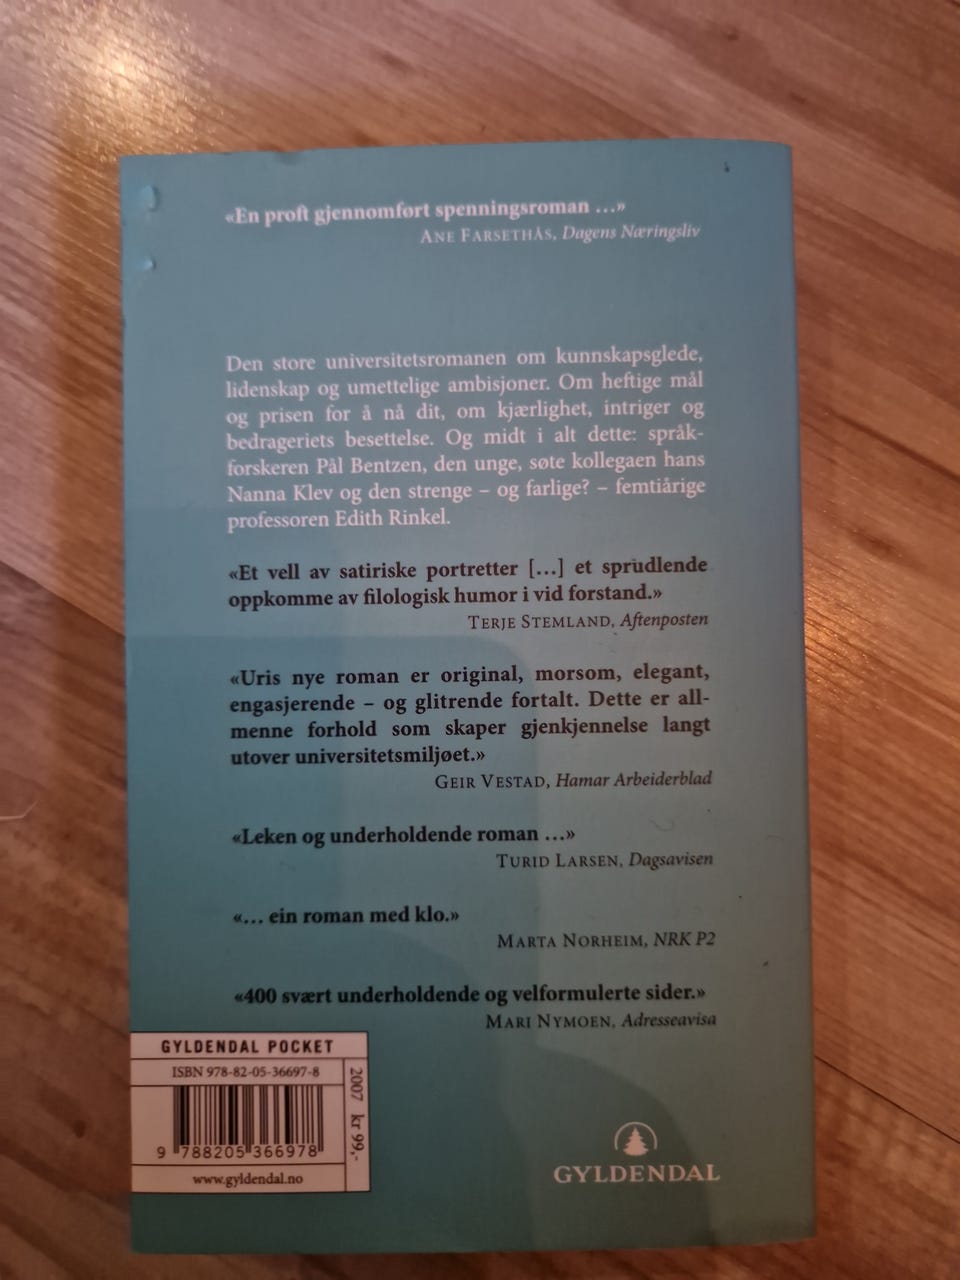 «En proft gjennomført spenningsroman …»
Ane Farsethås, Dagens Næringsliv
Den store universitetsromanen om kunnskapsglede,
lidenskap og umettelige ambisjoner. Om heftige mål
og prisen for å nå dit, om kjærlighet, intriger og
bedrageriets besettelse. Og midt i alt dette: språk-
forskeren Pål Bentzen, den unge, søte kollegaen hans
Nanna Klev og den strenge – og farlige? – femtiårige
professoren Edith Rinkel.
«Et vell av satiriske portretter […] et sprudlende
oppkomme av filologisk humor i vid forstand.»
Terje Stemland, Aftenposten
«Uris nye roman er original, morsom, elegant,
engasjerende – og glitrende fortalt. Dette er all-
menne forhold som skaper gjenkjennelse langt
utover universitetsmiljøet.»
Geir Vestad, Hamar Arbeiderblad
«Leken og underholdende roman …»
Turid Larsen, Dagsavisen
«… ein roman med klo.»
Marta Norheim, NRK P2
«400 svært underholdende og velformulerte sider.»
Mari Nymoen, Adresseavisa
GYLDENDAL POCKET
ISBN 978-82-05-36697-8
9 788205 366978
www.gyldendal.no
2007 kr 99,-
GYLDENDAL